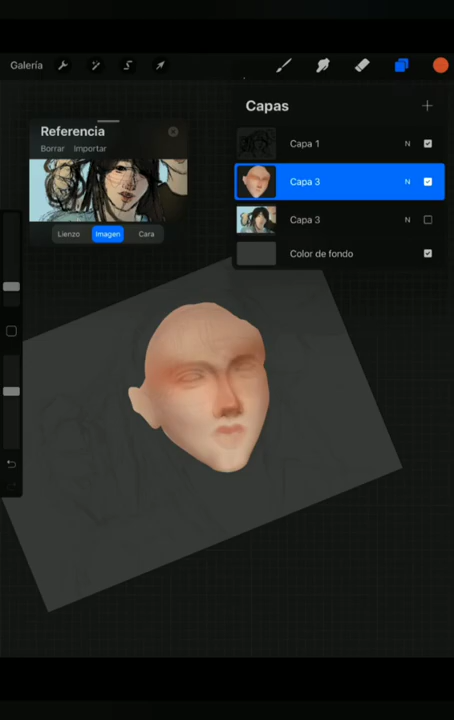 Galería
Capas
Referencia
Borrar Importar
Lienzo Imagen Cara
Capa 1 N
Capa 3 N
Capa 3 N
Color de fondo